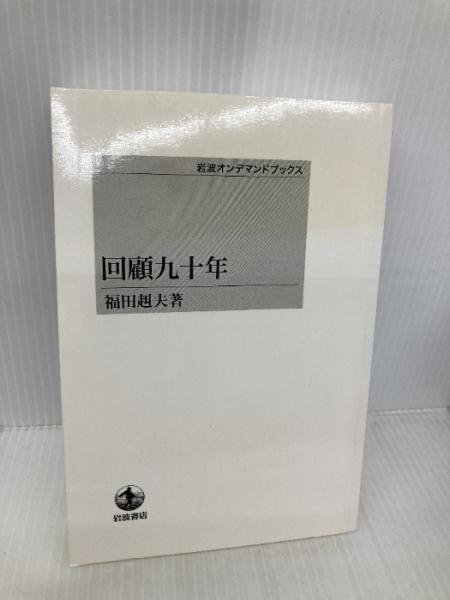 岩波オンデマンドブックス
回顧九十年
福田赳夫著
岩波書店